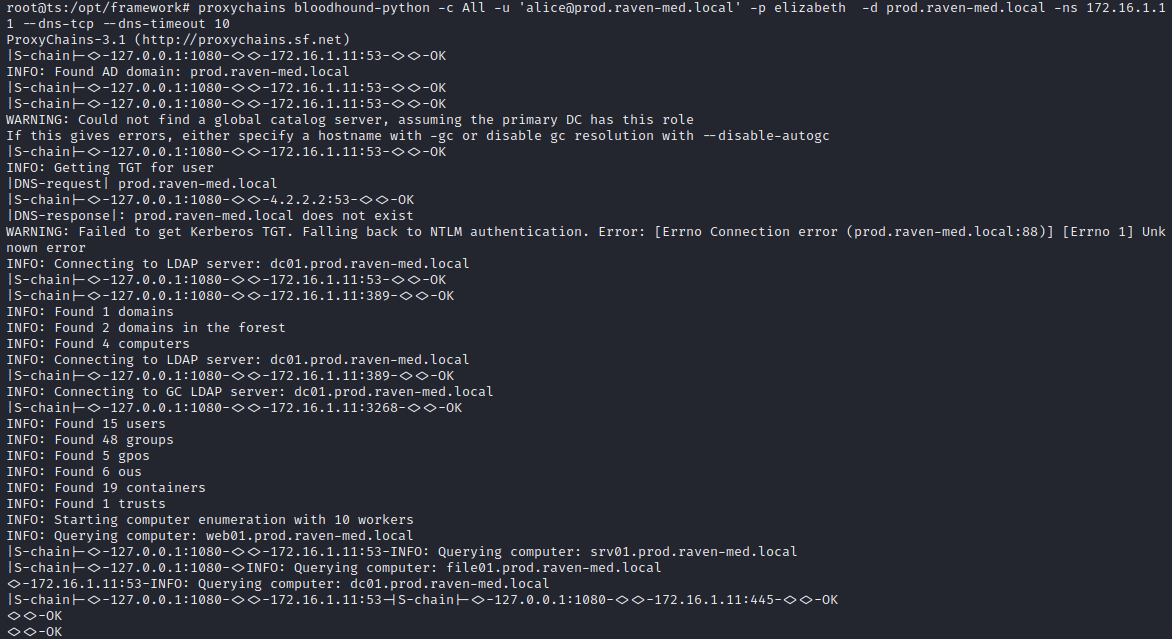 root@ts:/opt/framework# proxychains bloodhound-python -c All -u 'alice@prod.raven-med.local' -p elizabeth  -d prod.raven-med.local -ns 172.16.1.1
1 --dns-tcp --dns-timeout 10
ProxyChains-3.1 (http://proxychains.sf.net)
|S-chain|-<>-127.0.0.1:1080-<><>-172.16.1.11:53-<><>-OK
INFO: Found AD domain: prod.raven-med.local
|S-chain|-<>-127.0.0.1:1080-<><>-172.16.1.11:53-<><>-OK
|S-chain|-<>-127.0.0.1:1080-<><>-172.16.1.11:53-<><>-OK
WARNING: Could not find a global catalog server, assuming the primary DC has this role
If this gives errors, either specify a hostname with -gc or disable gc resolution with --disable-autogc
|S-chain|-<>-127.0.0.1:1080-<><>-172.16.1.11:53-<><>-OK
INFO: Getting TGT for user
|DNS-request| prod.raven-med.local
|S-chain|-<>-127.0.0.1:1080-<><>-4.2.2.2:53-<><>-OK
|DNS-response|: prod.raven-med.local does not exist
WARNING: Failed to get Kerberos TGT. Falling back to NTLM authentication. Error: [Errno Connection error (prod.raven-med.local:88)] [Errno 1] Unk
nown error
INFO: Connecting to LDAP server: dc01.prod.raven-med.local
|S-chain|-<>-127.0.0.1:1080-<><>-172.16.1.11:53-<><>-OK
|S-chain|-<>-127.0.0.1:1080-<><>-172.16.1.11:389-<><>-OK
INFO: Found 1 domains
INFO: Found 2 domains in the forest
INFO: Found 4 computers
INFO: Connecting to LDAP server: dc01.prod.raven-med.local
|S-chain|-<>-127.0.0.1:1080-<><>-172.16.1.11:389-<><>-OK
INFO: Connecting to GC LDAP server: dc01.prod.raven-med.local
|S-chain|-<>-127.0.0.1:1080-<><>-172.16.1.11:3268-<><>-OK
INFO: Found 15 users
INFO: Found 48 groups
INFO: Found 5 gpos
INFO: Found 6 ous
INFO: Found 19 containers
INFO: Found 1 trusts
INFO: Starting computer enumeration with 10 workers
INFO: Querying computer: web01.prod.raven-med.local
|S-chain|-<>-127.0.0.1:1080-<><>-172.16.1.11:53-INFO: Querying computer: srv01.prod.raven-med.local
|S-chain|-<>-127.0.0.1:1080-<>INFO: Querying computer: file01.prod.raven-med.local
<>-172.16.1.11:53-INFO: Querying computer: dc01.prod.raven-med.local
|S-chain|-<>-127.0.0.1:1080-<><>-172.16.1.11:53-|S-chain|-<>-127.0.0.1:1080-<><>-172.16.1.11:445-<><>-OK
<><>-OK
<><>-OK